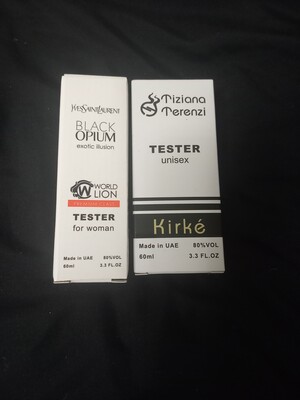 YVESSAINTLAURENT
BLACK
OPIUM
exotic illusion
WORLD
LION
TESTER
for woman
Made in UAE 80%VOL
60ml 3.3 FL.OZ
Tiziana
Terenzi
TESTER
unisex
Kirké
Made in UAE 80%VOL
60ml 3.3 FL.OZ